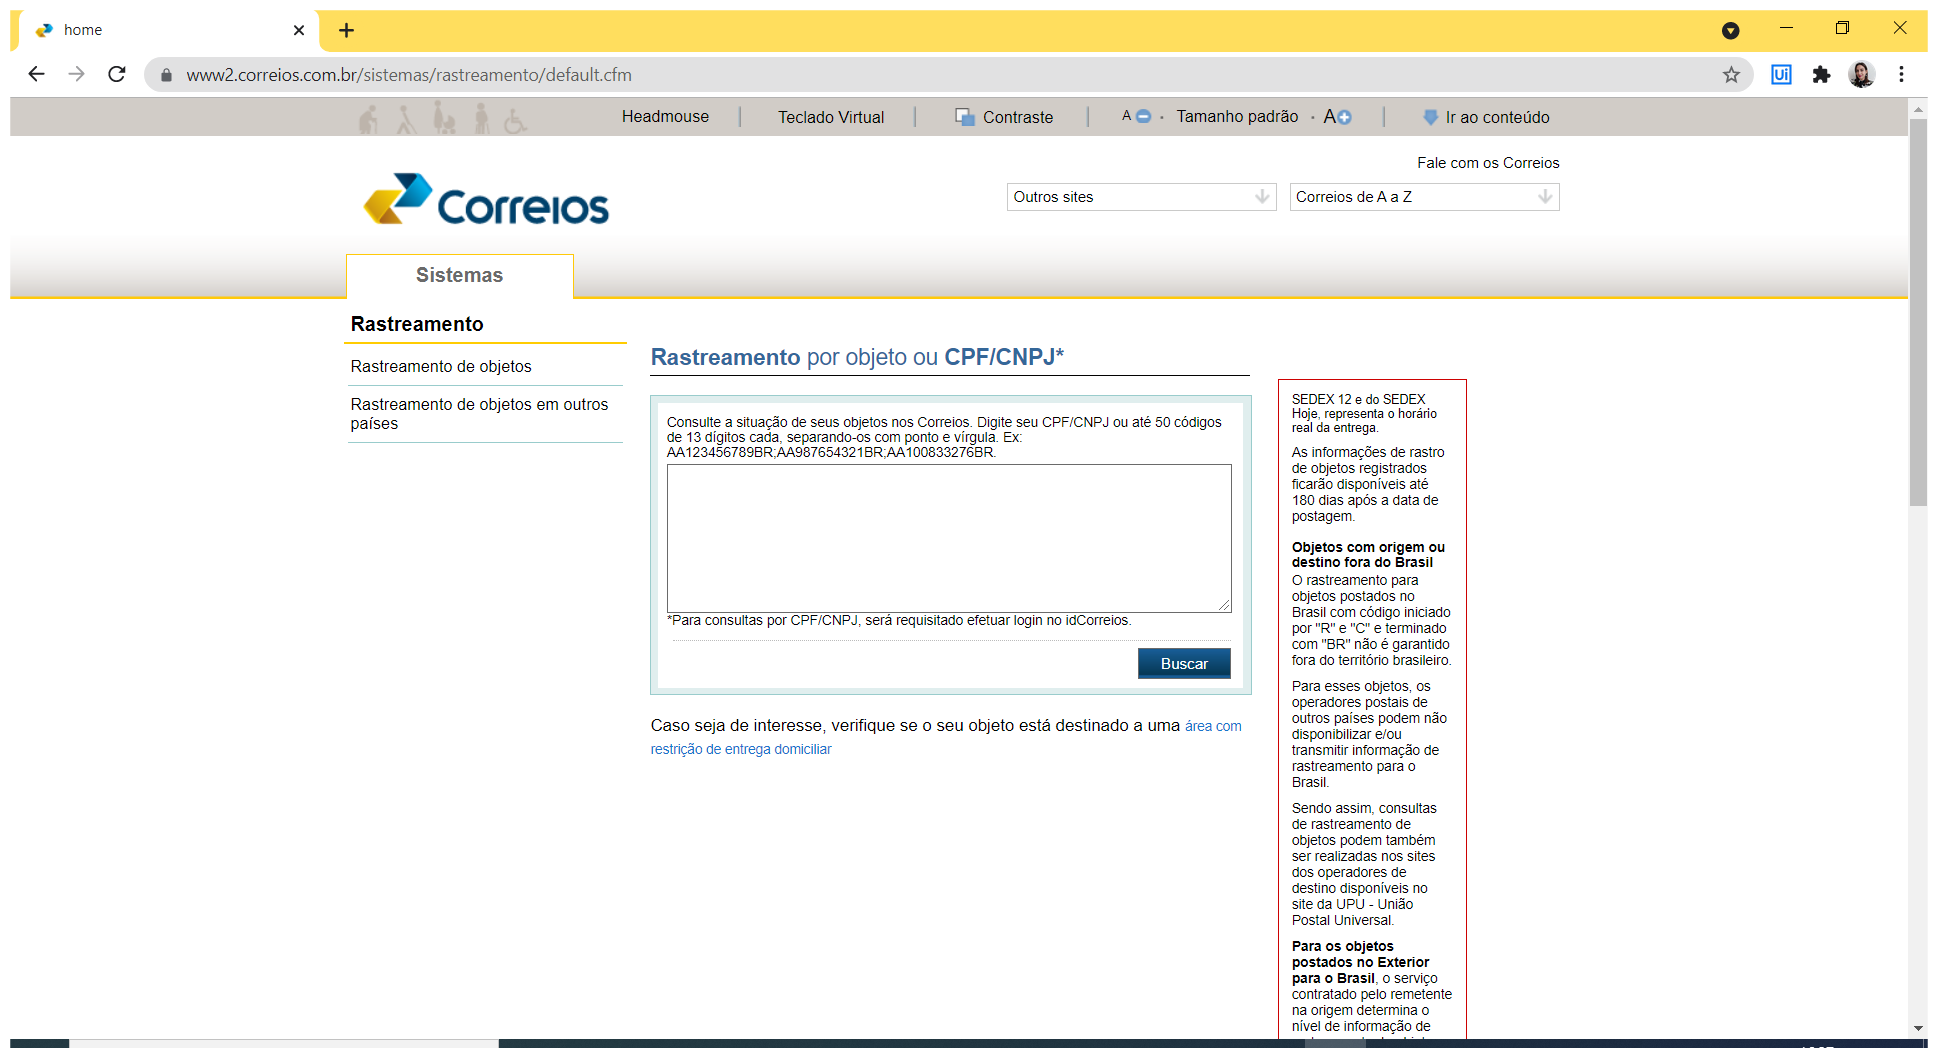 home
www2.correios.com.br/sistemas/rastreamento/default.cfm
Headmouse
Teclado Virtual
Contraste
A · Tamanho padrão · A
Ir ao conteúdo
Fale com os Correios
Correios
Outros sites
Correios de A a Z
Sistemas
Rastreamento
Rastreamento de objetos
Rastreamento de objetos em outros
países
Rastreamento por objeto ou CPF/CNPJ*
Consulte a situação de seus objetos nos Correios. Digite seu CPF/CNPJ ou até 50 códigos
de 13 dígitos cada, separando-os com ponto e vírgula. Ex:
AA123456789BR;AA987654321BR;AA100833276BR.
*Para consultas por CPF/CNPJ, será requisitado efetuar login no idCorreios.
Buscar
Caso seja de interesse, verifique se o seu objeto está destinado a uma área com
restrição de entrega domiciliar
SEDEX 12 e do SEDEX
Hoje, representa o horário
real da entrega.
As informações de rastro
de objetos registrados
ficarão disponíveis até
180 dias após a data de
postagem.
Objetos com origem ou
destino fora do Brasil
O rastreamento para
objetos postados no
Brasil com código iniciado
por "R" e "C" e terminado
com "BR" não é garantido
fora do território brasileiro.
Para esses objetos, os
operadores postais de
outros países podem não
disponibilizar e/ou
transmitir informação de
rastreamento para o
Brasil.
Sendo assim, consultas
de rastreamento de
objetos podem também
ser realizadas nos sites
dos operadores de
destino disponíveis no
site da UPU - União
Postal Universal.
Para os objetos
postados no Exterior
para o Brasil, o serviço
contratado pelo remetente
na origem determina o
nível de informação de